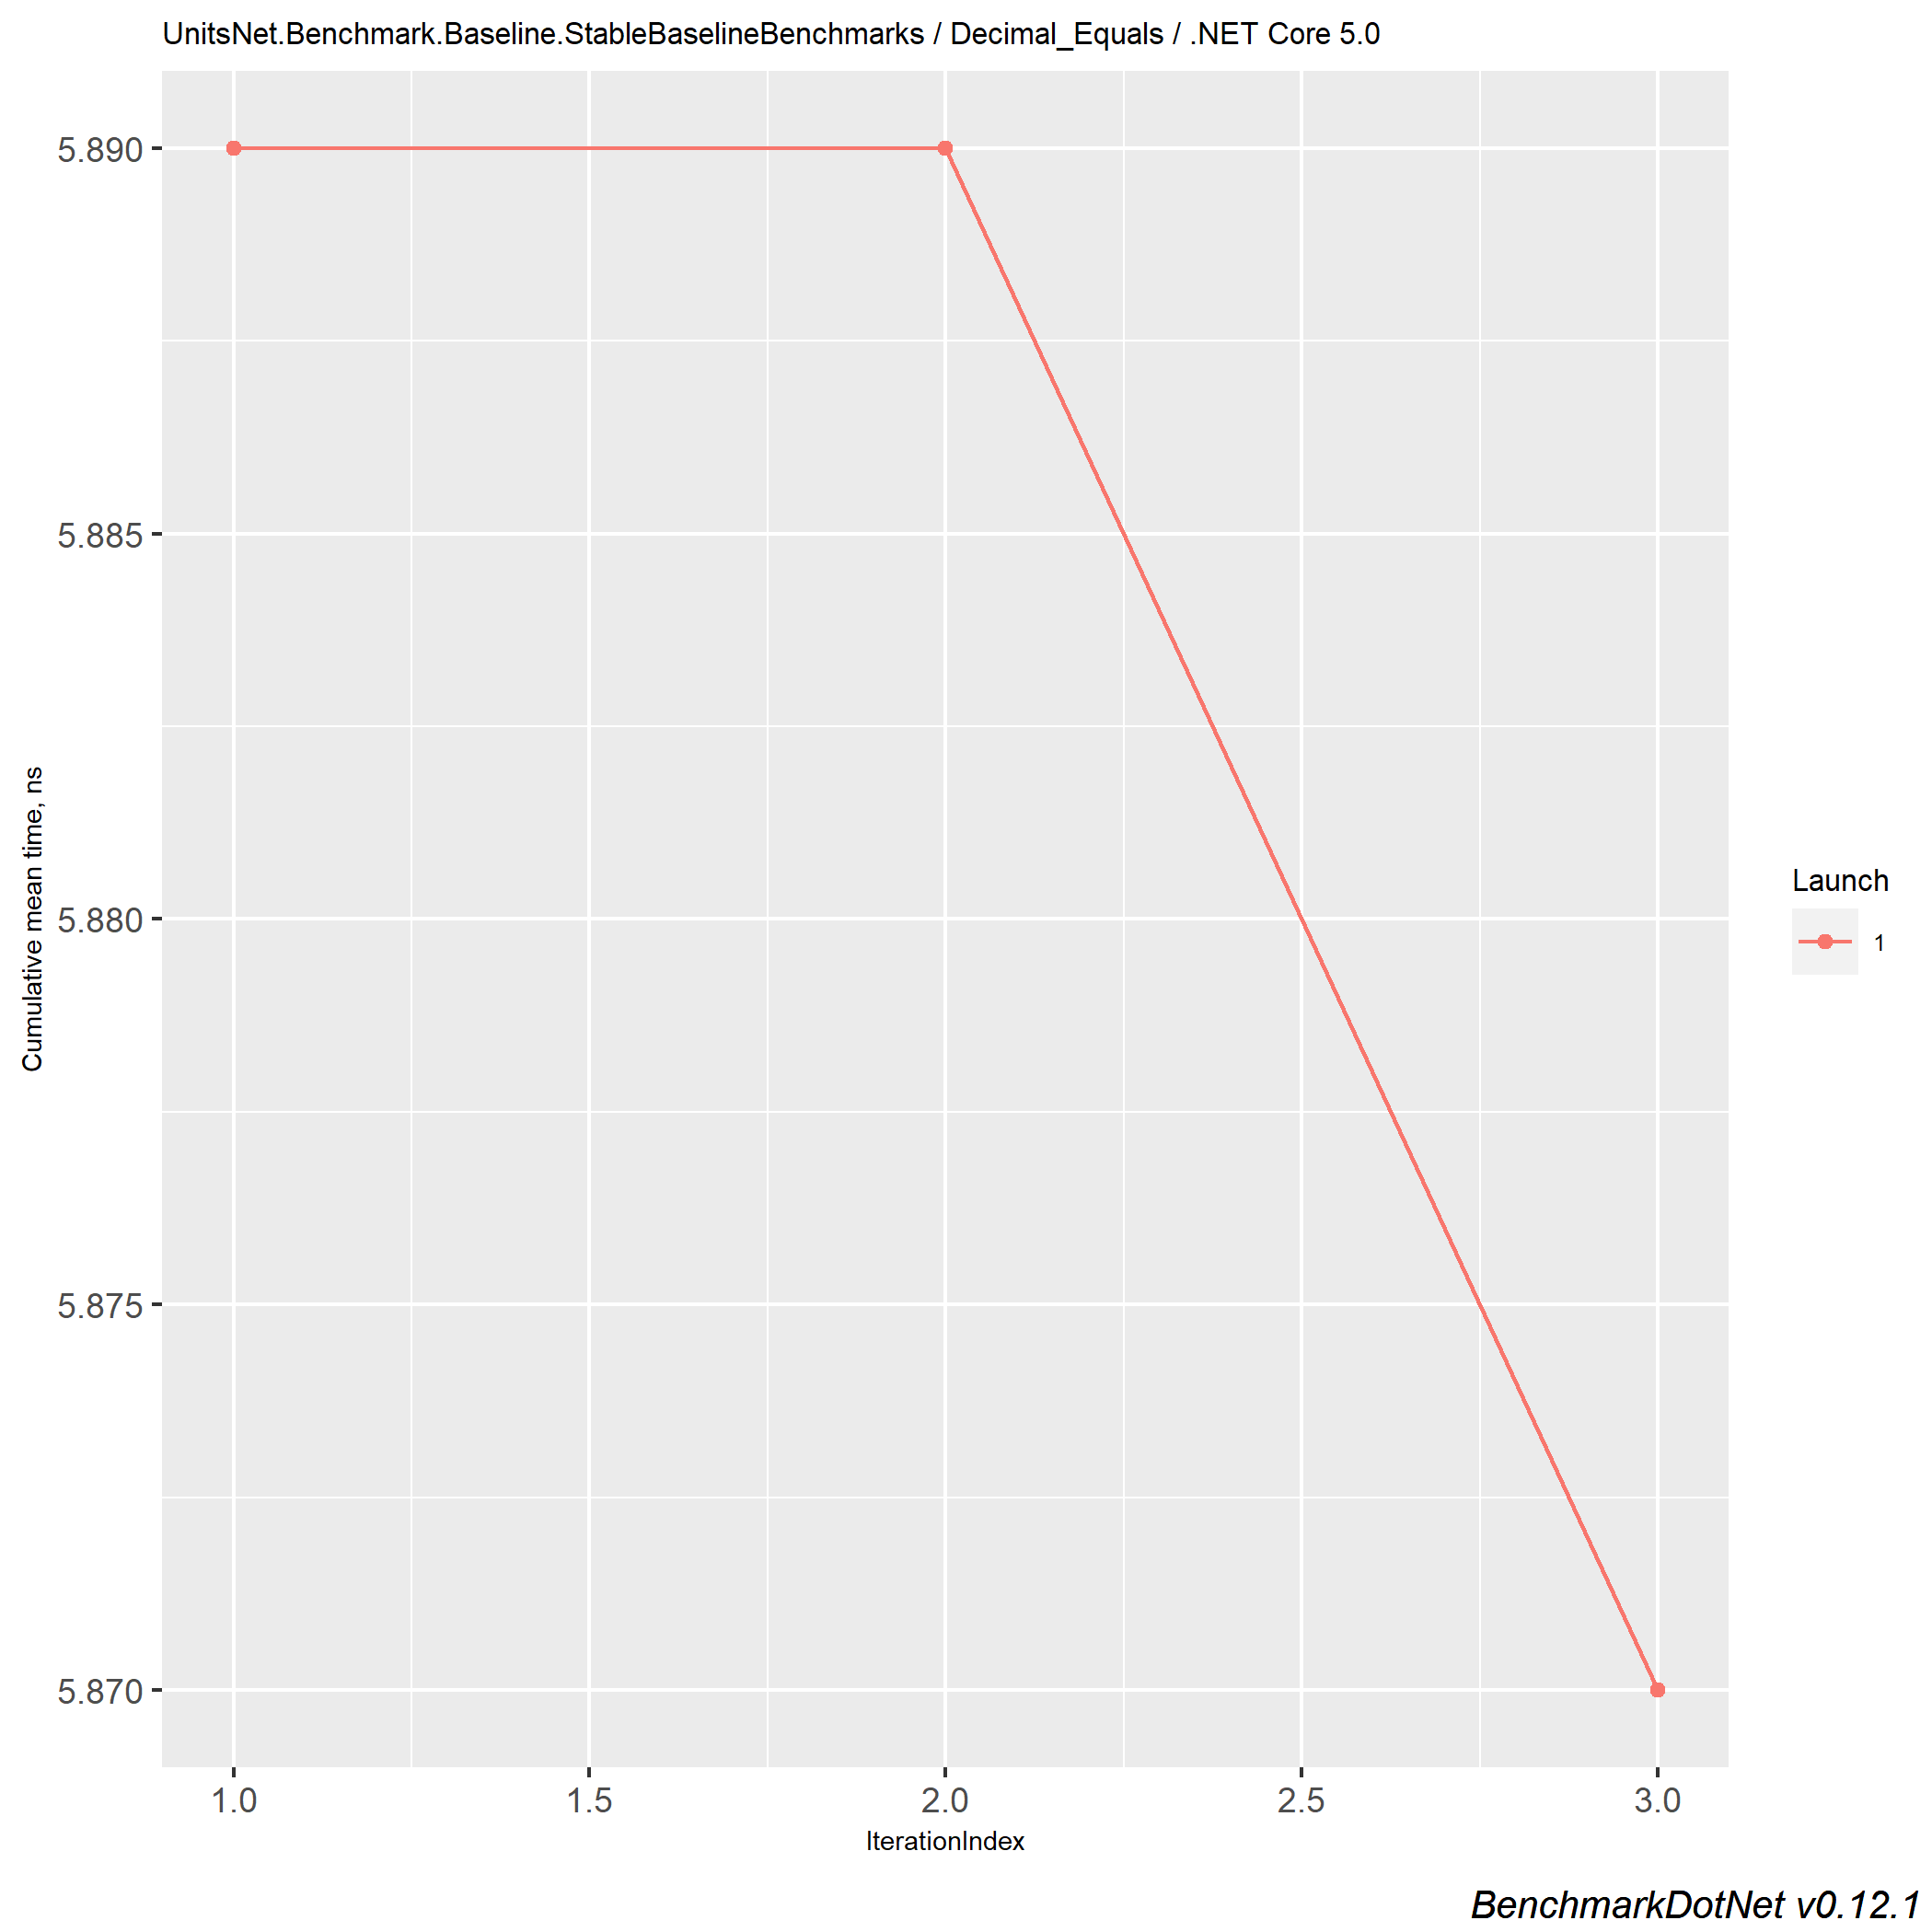 UnitsNet.Benchmark.Baseline.StableBaselineBenchmarks / Decimal_Equals / .NET Core 5.0
5.890
5.885
5.880
5.875
5.870
Cumulative mean time, ns
1.0 1.5 2.0 2.5 3.0
IterationIndex
Launch
1
BenchmarkDotNet v0.12.1